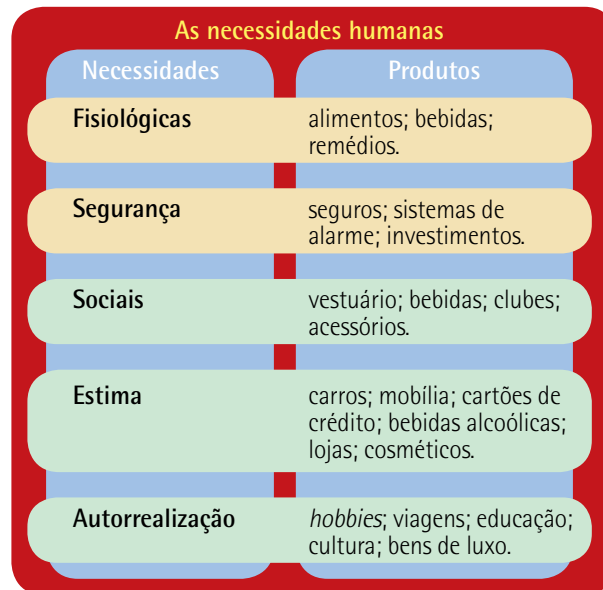 As necessidades humanas
Necessidades Produtos
Fisiológicas alimentos; bebidas;
remédios.
Segurança seguros; sistemas de
alarme; investimentos.
Sociais vestuário; bebidas; clubes;
acessórios.
Estima carros; mobília; cartões de
crédito; bebidas alcoólicas;
lojas; cosméticos.
Autorrealização hobbies; viagens; educação;
cultura; bens de luxo.